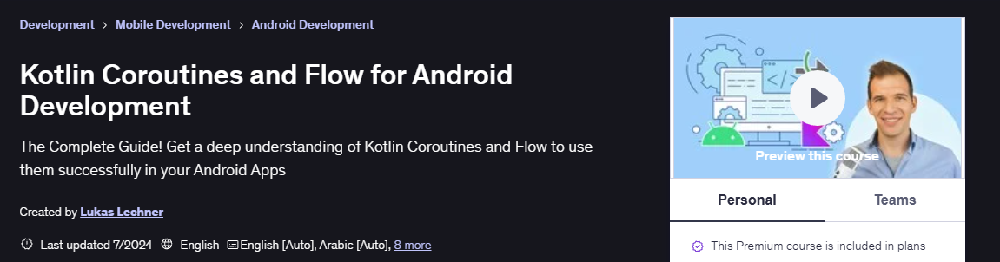 Development > Mobile Development > Android Development
Kotlin Coroutines and Flow for Android
Development
The Complete Guide! Get a deep understanding of Kotlin Coroutines and Flow to use
them successfully in your Android Apps
Created by Lukas Lechner
Last updated 7/2024 English English [Auto], Arabic [Auto], 8 more
</>
Preview this course
Personal Teams
This Premium course is included in plans